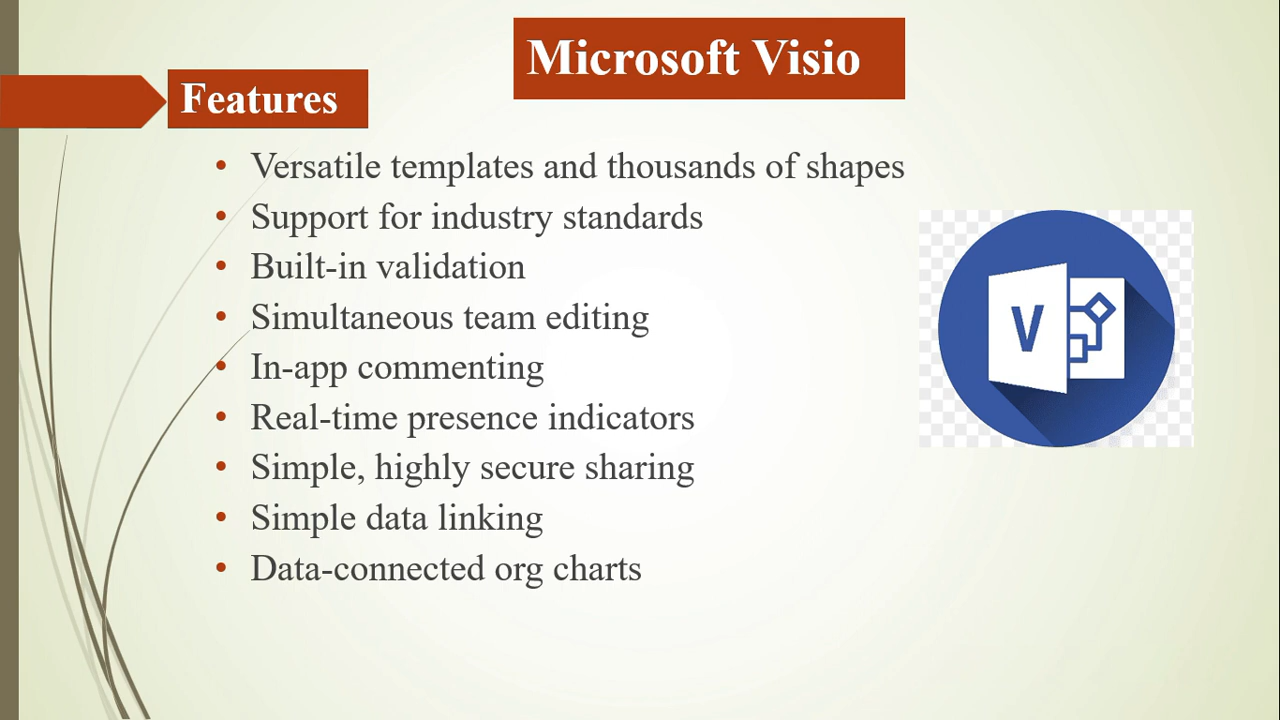 Microsoft Visio
Features
• Versatile templates and thousands of shapes
• Support for industry standards
• Built-in validation
• Simultaneous team editing
• In-app commenting
• Real-time presence indicators
• Simple, highly secure sharing
• Simple data linking
• Data-connected org charts
V